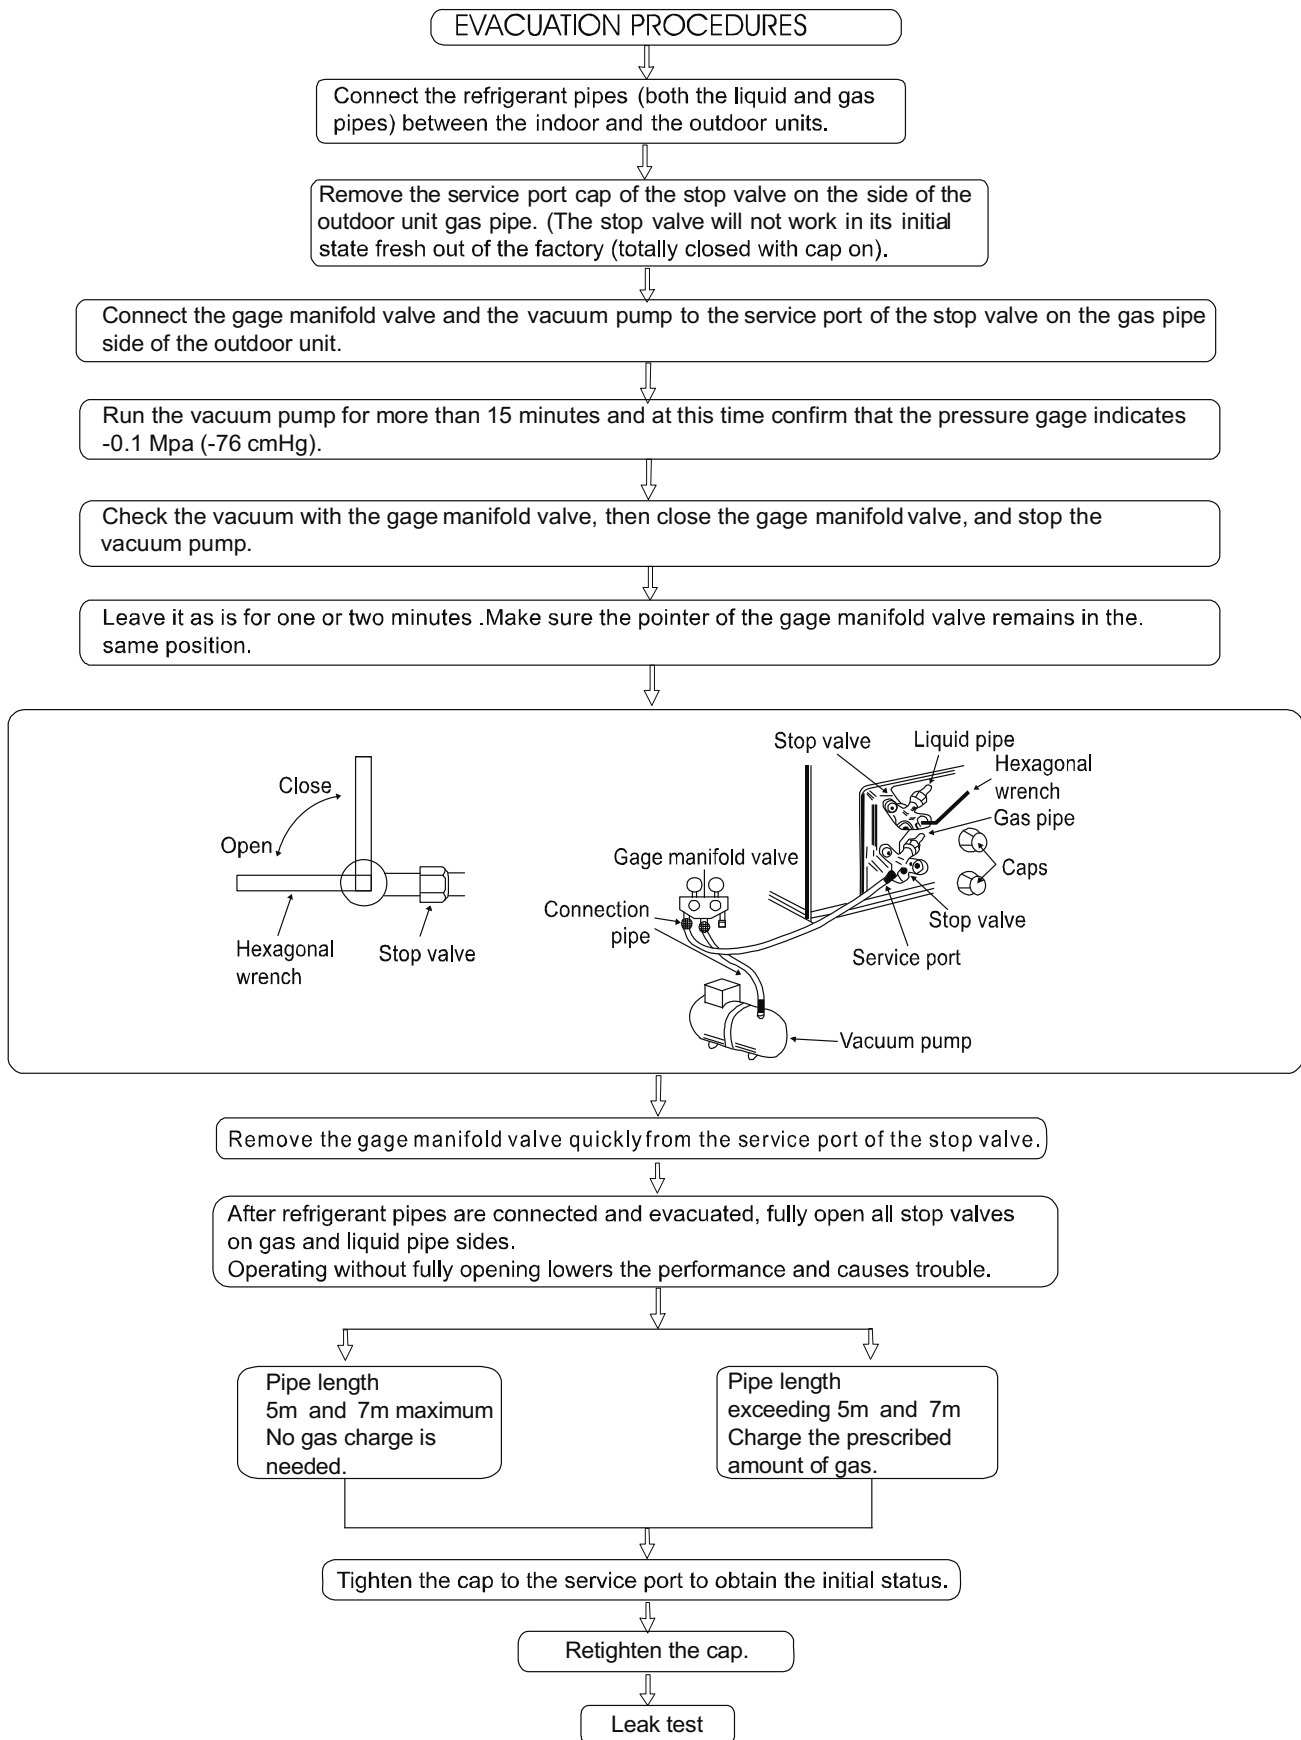 EVACUATION PROCEDURES
Connect the refrigerant pipes (both the liquid and gas
pipes) between the indoor and the outdoor units.
Remove the service port cap of the stop valve on the side of the
outdoor unit gas pipe. (The stop valve will not work in its initial
state fresh out of the factory (totally closed with cap on).
Connect the gage manifold valve and the vacuum pump to the service port of the stop valve on the gas pipe
side of the outdoor unit.
Run the vacuum pump for more than 15 minutes and at this time confirm that the pressure gage indicates
-0.1 Mpa (-76 cmHg).
Check the vacuum with the gage manifold valve, then close the gage manifold valve, and stop the
vacuum pump.
Leave it as is for one or two minutes .Make sure the pointer of the gage manifold valve remains in the.
same position.
Close
Open
Hexagonal
wrench
Stop valve
Stop valve
Liquid pipe
Hexagonal
wrench
Gas pipe
Gage manifold valve
Caps
Connection
pipe
Stop valve
Service port
Vacuum pump
Remove the gage manifold valve quickly from the service port of the stop valve.
After refrigerant pipes are connected and evacuated, fully open all stop valves
on gas and liquid pipe sides.
Operating without fully opening lowers the performance and causes trouble.
Pipe length
5m and 7m maximum
No gas charge is
needed.
Pipe length
exceeding 5m and 7m
Charge the prescribed
amount of gas.
Tighten the cap to the service port to obtain the initial status.
Retighten the cap.
Leak test